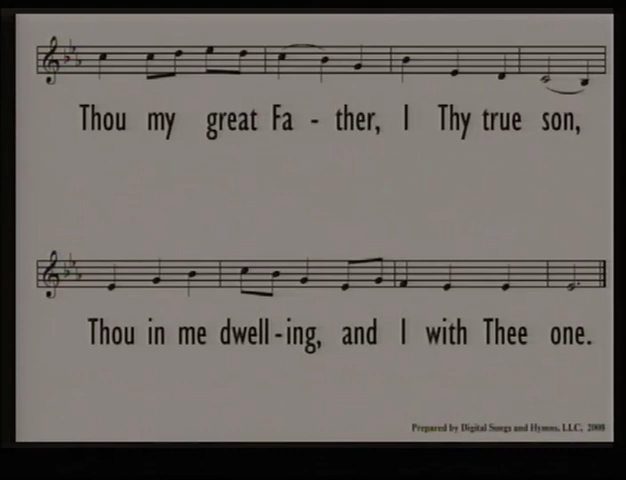 Thou my great Fa - ther, I Thy true son,
Thou in me dwell - ing, and I with Thee one.
Prepared by Digital Songs and Hymns, LLC, 2008